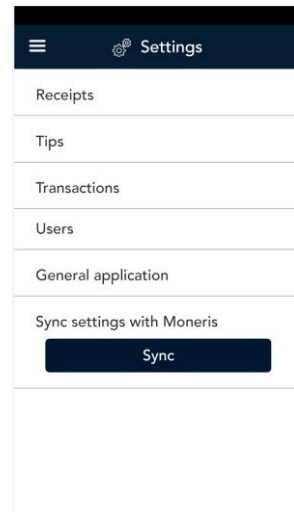 Settings
Receipts
Tips
Transactions
Users
General application
Sync settings with Moneris
Sync